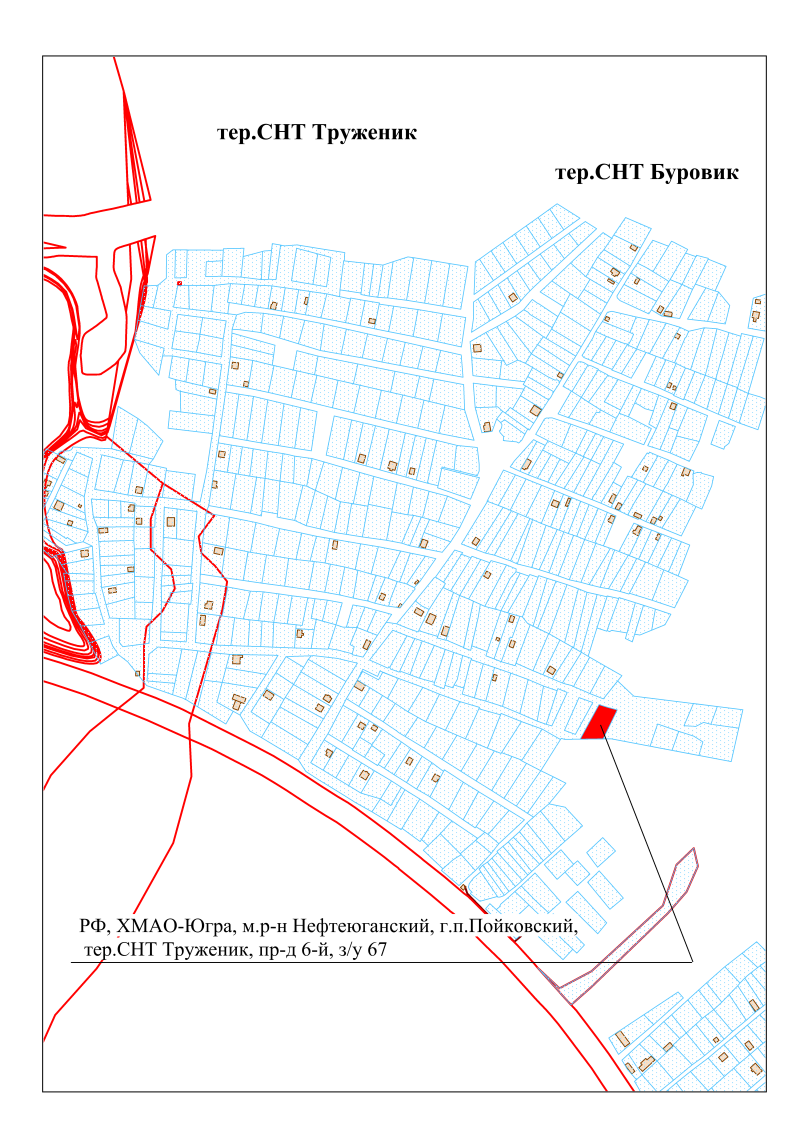 тер.СНТ Труженик
тер.СНТ Буровик
РФ, ХМАО-Югра, м.р-н Нефтеюганский, г.п.Пойковский,
тер.СНТ Труженик, пр-д 6-й, з/у 67